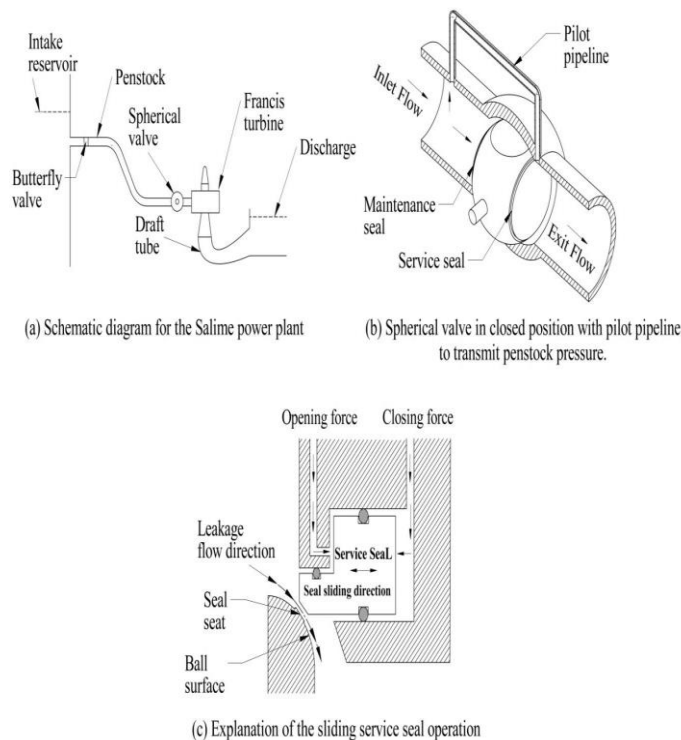 Intake
reservoir
Penstock
Spherical
valve
Francis
turbine
Discharge
Butterfly
valve
Draft
tube
(a) Schematic diagram for the Salime power plant
Pilot
pipeline
Inlet Flow
Maintenance
seal
Service seal
Exit Flow
(b) Spherical valve in closed position with pilot pipeline
to transmit penstock pressure.
Opening force
Closing force
Leakage
flow direction
Service SeaL
Seal sliding direction
Seal
seat
Ball
surface
(c) Explanation of the sliding service seal operation